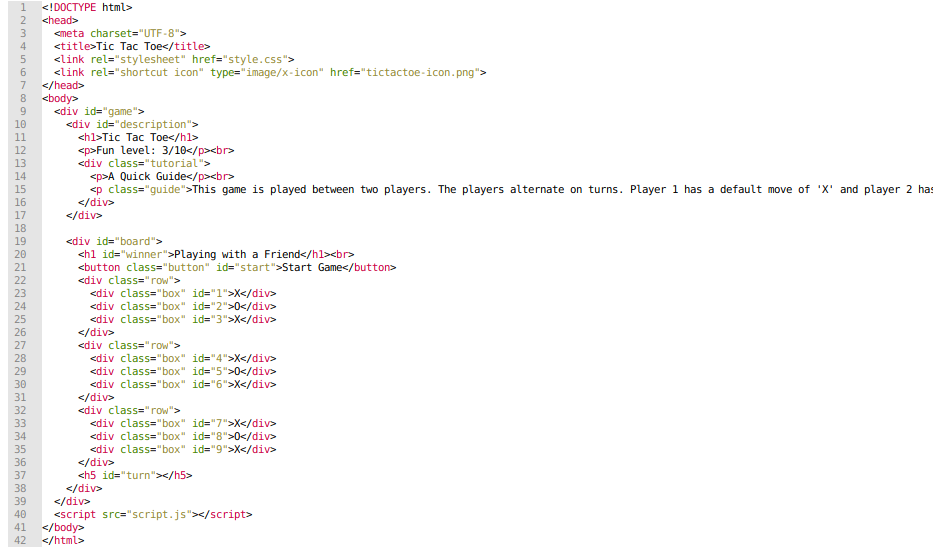 1 <!DOCTYPE html>
2 <head>
3   <meta charset="UTF-8">
4   <title>Tic Tac Toe</title>
5   <link rel="stylesheet" href="style.css">
6   <link rel="shortcut icon" type="image/x-icon" href="tictactoe-icon.png">
7 </head>
8 <body>
9   <div id="game">
10     <div id="description">
11       <h1>Tic Tac Toe</h1>
12       <p>Fun level: 3/10</p><br>
13       <div class="tutorial">
14         <p>A Quick Guide</p><br>
15         <p class="guide">This game is played between two players. The players alternate on turns. Player 1 has a default move of 'X' and player 2 has
16       </div>
17     </div>
18
19     <div id="board">
20       <h1 id="winner">Playing with a Friend</h1><br>
21       <button class="button" id="start">Start Game</button>
22       <div class="row">
23         <div class="box" id="1">X</div>
24         <div class="box" id="2">O</div>
25         <div class="box" id="3">X</div>
26       </div>
27       <div class="row">
28         <div class="box" id="4">X</div>
29         <div class="box" id="5">O</div>
30         <div class="box" id="6">X</div>
31       </div>
32       <div class="row">
33         <div class="box" id="7">X</div>
34         <div class="box" id="8">O</div>
35         <div class="box" id="9">X</div>
36       </div>
37       <h5 id="turn"></h5>
38     </div>
39   </div>
40   <script src="script.js"></script>
41 </body>
42 </html>